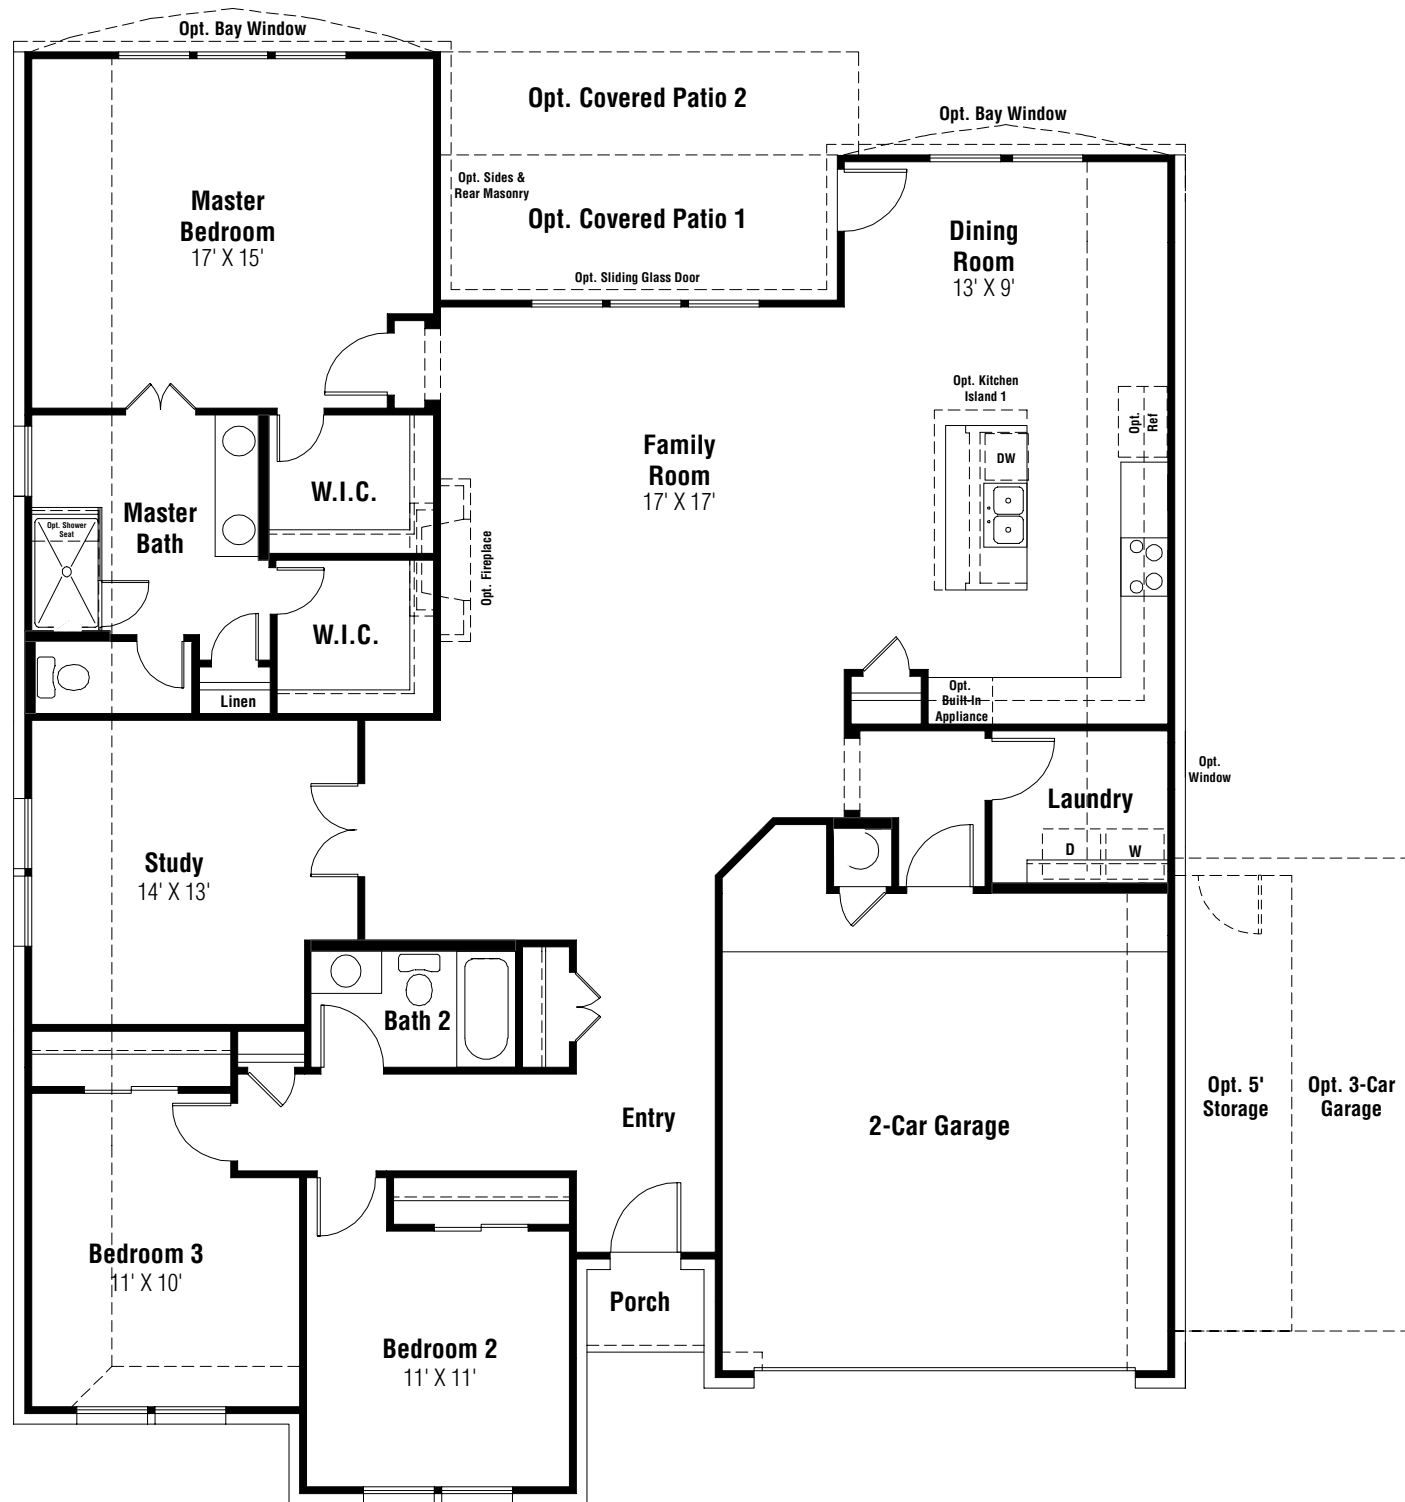 Opt. Bay Window
Opt. Covered Patio 2
Opt. Bay Window
Opt. Sides &
Rear Masonry
Opt. Covered Patio 1
Opt. Sliding Glass Door
Master
Bedroom
17' X 15'
Dining
Room
13' X 9'
Opt. Kitchen
Island 1
Opt.
Ref
DW
Family
Room
17' X 17'
W.I.C.
Master
Bath
Opt. Shower
Seat
Opt. Fireplace
W.I.C.
Linen
Opt.
Built-In
Appliance
Opt.
Window
Laundry
D
W
Study
14' X 13'
Bath 2
Entry
2-Car Garage
Opt. 5'
Storage
Opt. 3-Car
Garage
Bedroom 3
11' X 10'
Porch
Bedroom 2
11' X 11'